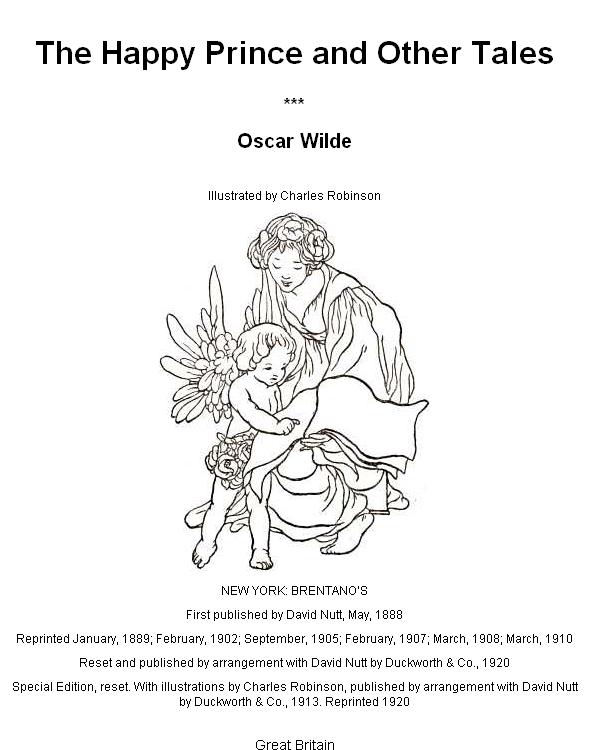 The Happy Prince and Other Tales
***
Oscar Wilde
Illustrated by Charles Robinson
NEW YORK: BRENTANO'S
First published by David Nutt, May, 1888
Reprinted January, 1889; February, 1902; September, 1905; February, 1907; March, 1908; March, 1910
Reset and published by arrangement with David Nutt by Duckworth & Co., 1920
Special Edition, reset. With illustrations by Charles Robinson, published by arrangement with David Nutt
by Duckworth & Co., 1913. Reprinted 1920
Great Britain